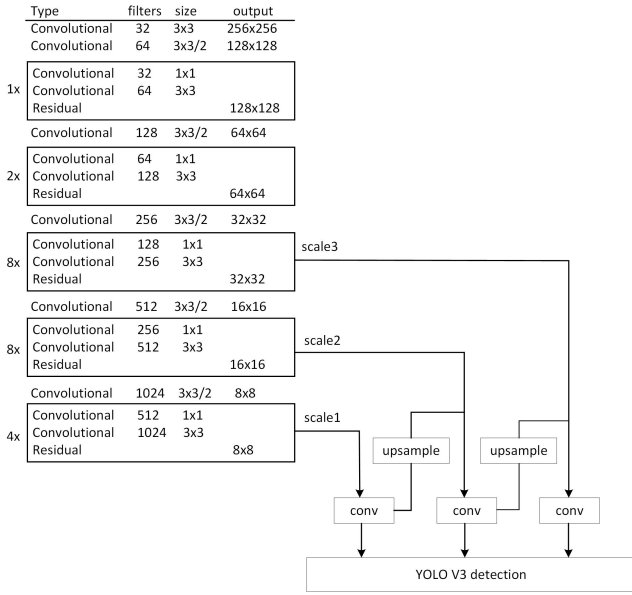 Type filters size output
Convolutional 32 3x3 256x256
Convolutional 64 3x3/2 128x128
1x
Convolutional 32 1x1
Convolutional 64 3x3
Residual 128x128
Convolutional 128 3x3/2 64x64
2x
Convolutional 64 1x1
Convolutional 128 3x3
Residual 64x64
Convolutional 256 3x3/2 32x32
8x
Convolutional 128 1x1
Convolutional 256 3x3
Residual 32x32
scale3
Convolutional 512 3x3/2 16x16
8x
Convolutional 256 1x1
Convolutional 512 3x3
Residual 16x16
scale2
Convolutional 1024 3x3/2 8x8
4x
Convolutional 512 1x1
Convolutional 1024 3x3
Residual 8x8
scale1
upsample upsample
conv conv conv
YOLO V3 detection